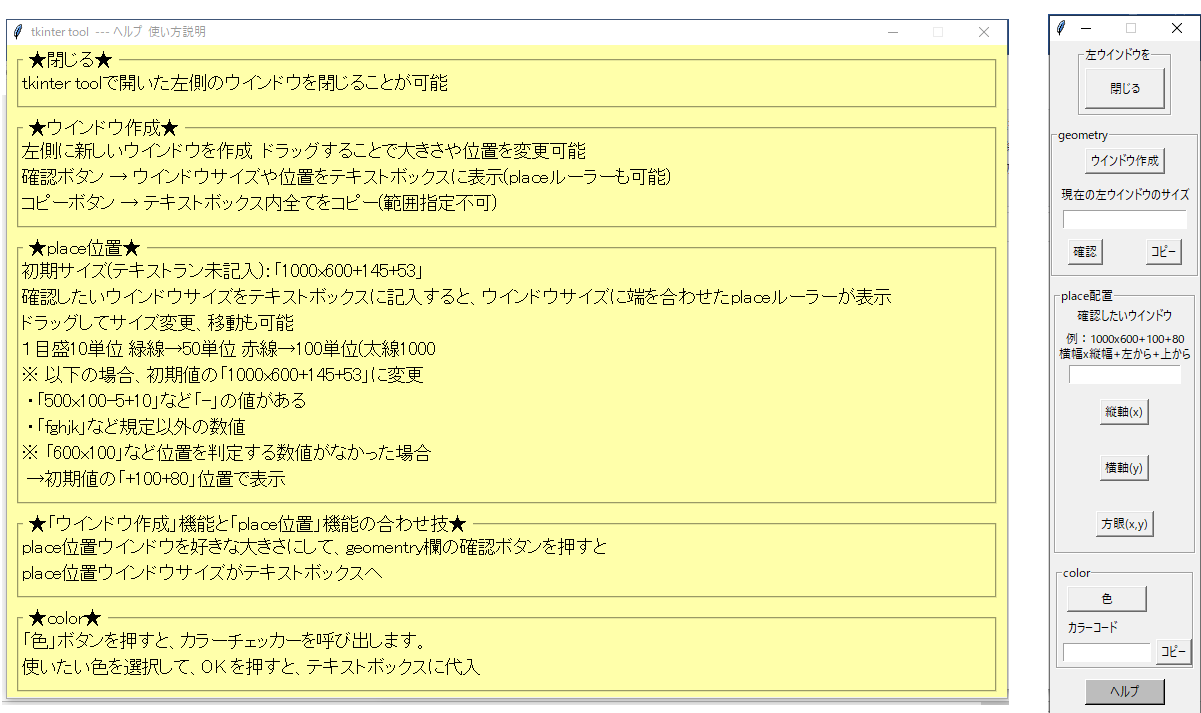 tkinter tool --- ヘルプ 使い方説明
★閉じる★
tkinter toolで開いた左側のウインドウを閉じることが可能
★ウインドウ作成★
左側に新しいウインドウを作成 ドラッグすることで大きさや位置を変更可能
確認ボタン → ウインドウサイズや位置をテキストボックスに表示(placeルーラーも可能)
コピーボタン → テキストボックス内全てをコピー(範囲指定不可)
★place位置★
初期サイズ(テキストラン未記入):「1000x600+145+53」
確認したいウインドウサイズをテキストボックスに記入すると、ウインドウサイズに端を合わせたplaceルーラーが表示
ドラッグしてサイズ変更、移動も可能
１目盛10単位 緑線→50単位 赤線→100単位(太線1000
※ 以下の場合、初期値の「1000x600+145+53」に変更
・「500x100-5+10」など「-」の値がある
・「fghjk」など規定以外の数値
※ 「600x100」など位置を判定する数値がなかった場合
→初期値の「+100+80」位置で表示
★「ウインドウ作成」機能と「place位置」機能の合わせ技★
place位置ウインドウを好きな大きさにして、geomentry欄の確認ボタンを押すと
place位置ウインドウサイズがテキストボックスへ
★color★
「色」ボタンを押すと、カラーチェッカーを呼び出します。
使いたい色を選択して、OKを押すと、テキストボックスに代入
左ウインドウを
閉じる
geometry
ウインドウ作成
現在の左ウインドウのサイズ
確認 コピー
place配置
確認したいウインドウ
例：1000x600+100+80
横幅x縦幅+左から+上から
縦軸(x)
横軸(y)
方眼(x,y)
color
色
カラーコード
コピー
ヘルプ